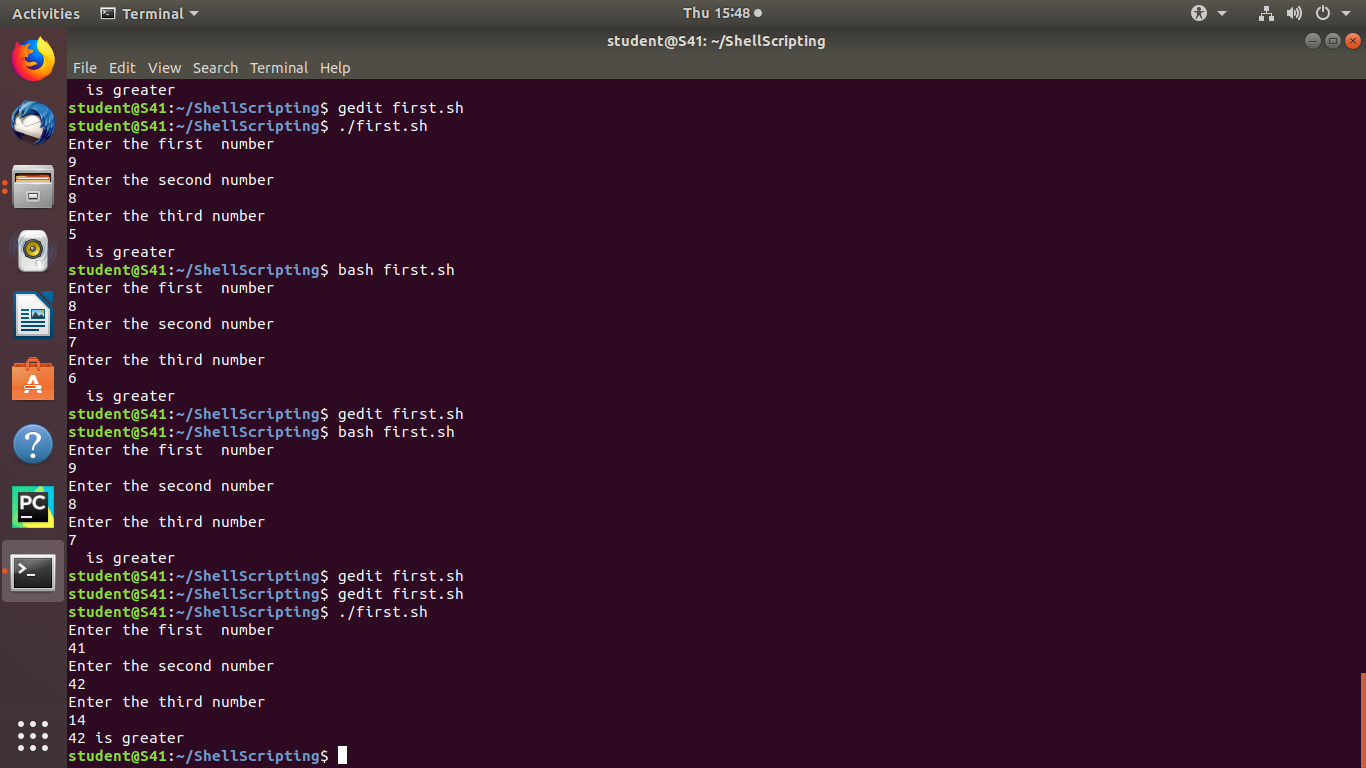 Activities Terminal Thu 15:48
student@S41: ~/ShellScripting
File Edit View Search Terminal Help
  is greater
student@S41:~/ShellScripting$ gedit first.sh
student@S41:~/ShellScripting$ ./first.sh
Enter the first  number
9
Enter the second number
8
Enter the third number
5
  is greater
student@S41:~/ShellScripting$ bash first.sh
Enter the first  number
8
Enter the second number
7
Enter the third number
6
  is greater
student@S41:~/ShellScripting$ gedit first.sh
student@S41:~/ShellScripting$ bash first.sh
Enter the first  number
9
Enter the second number
8
Enter the third number
7
  is greater
student@S41:~/ShellScripting$ gedit first.sh
student@S41:~/ShellScripting$ gedit first.sh
student@S41:~/ShellScripting$ ./first.sh
Enter the first  number
41
Enter the second number
42
Enter the third number
14
42 is greater
student@S41:~/ShellScripting$
PC